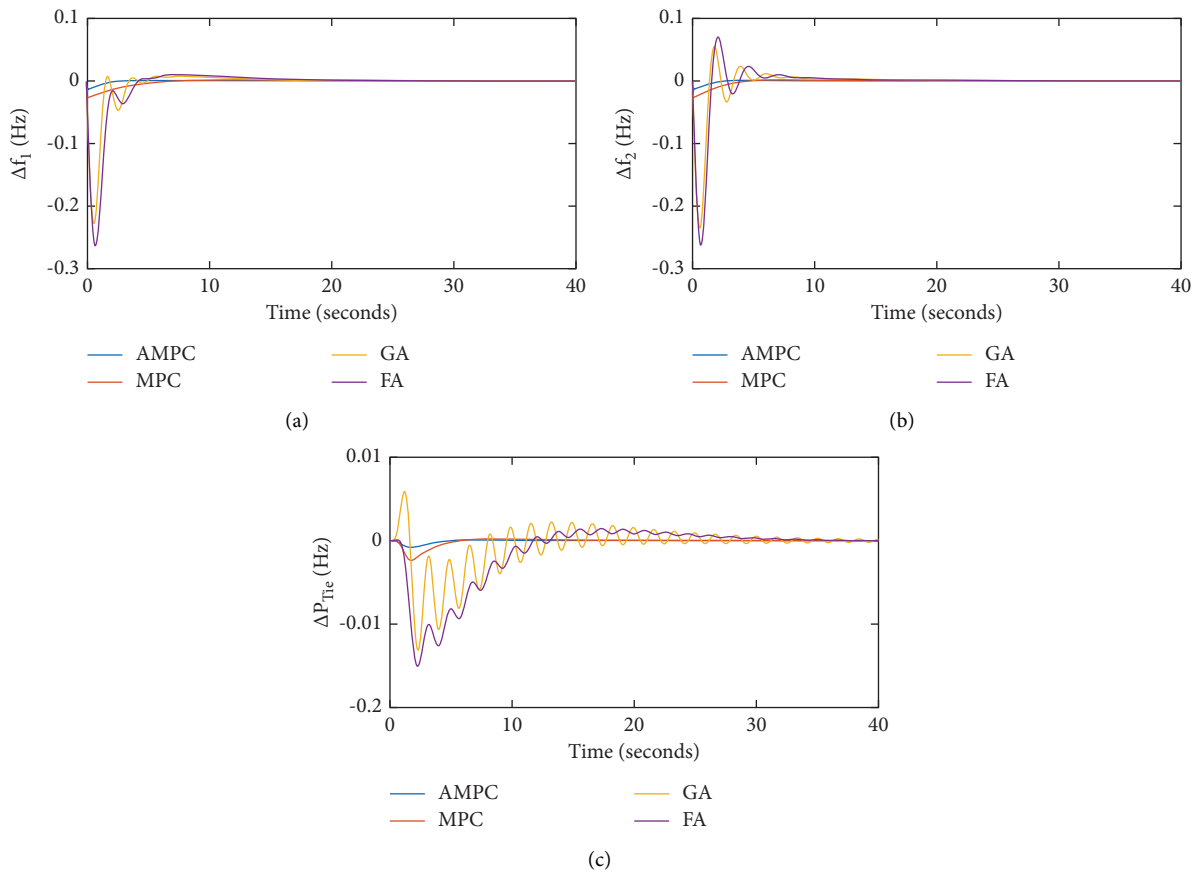 0.1
0
-0.1
-0.2
-0.3
Δf1 (Hz)
0 10 20 30 40
Time (seconds)
AMPC
MPC
GA
FA
(a)
0.1
0
-0.1
-0.2
-0.3
Δf2 (Hz)
0 10 20 30 40
Time (seconds)
AMPC
MPC
GA
FA
(b)
0.01
0
-0.01
-0.2
ΔPTie (Hz)
0 10 20 30 40
Time (seconds)
AMPC
MPC
GA
FA
(c)